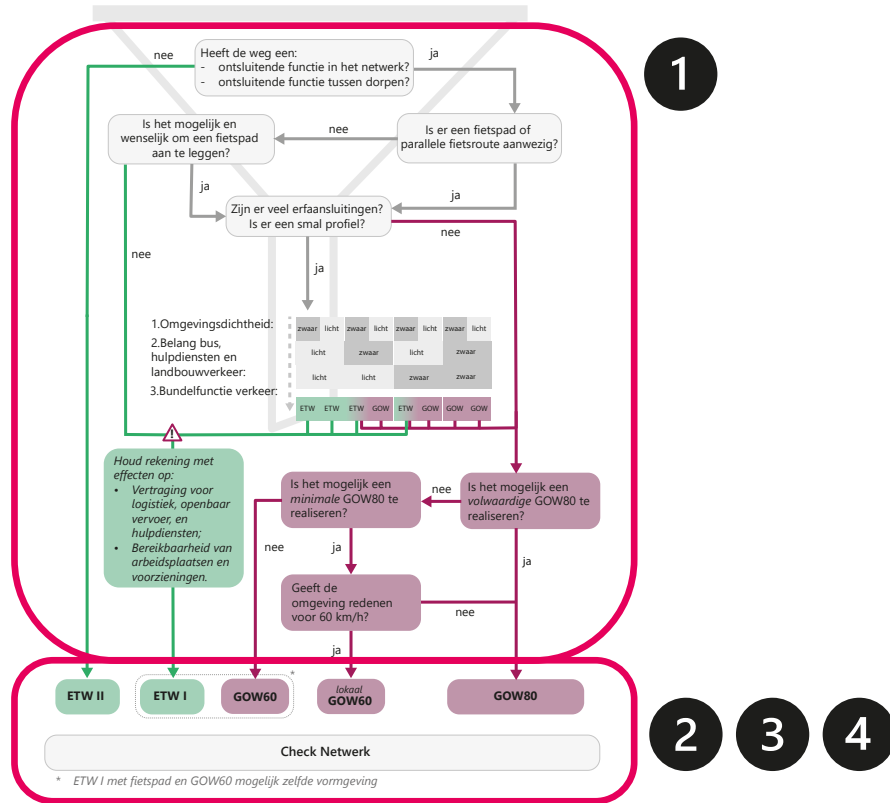 Heeft de weg een:
- ontsluitende functie in het netwerk?
- ontsluitende functie tussen dorpen?
nee
ja
1
Is het mogelijk en
wenselijk om een fietspad
aan te leggen?
nee
Is er een fietspad of
parallele fietsroute aanwezig?
ja
ja
Zijn er veel erfaansluitingen?
Is er een smal profiel?
nee
nee
ja
1.Omgevingsdichtheid:
zwaar licht zwaar licht zwaar licht zwaar licht
2.Belang bus,
hulpdiensten en
landbouwverkeer:
licht zwaar licht zwaar
3.Bundelfunctie verkeer:
licht licht zwaar zwaar
ETW ETW ETW GOW ETW GOW GOW GOW
!
Houd rekening met
effecten op:
• Vertraging voor
logistiek, openbaar
vervoer, en
hulpdiensten;
• Bereikbaarheid van
arbeidsplaatsen en
voorzieningen.
Is het mogelijk een
minimale GOW80 te
realiseren?
nee
Is het mogelijk een
volwaardige GOW80 te
realiseren?
nee
ja
ja
Geeft de
omgeving redenen
voor 60 km/h?
nee
ja
ETW II
ETW I
GOW60
*
lokaal
GOW60
GOW80
2 3 4
Check Netwerk
* ETW I met fietspad en GOW60 mogelijk zelfde vormgeving